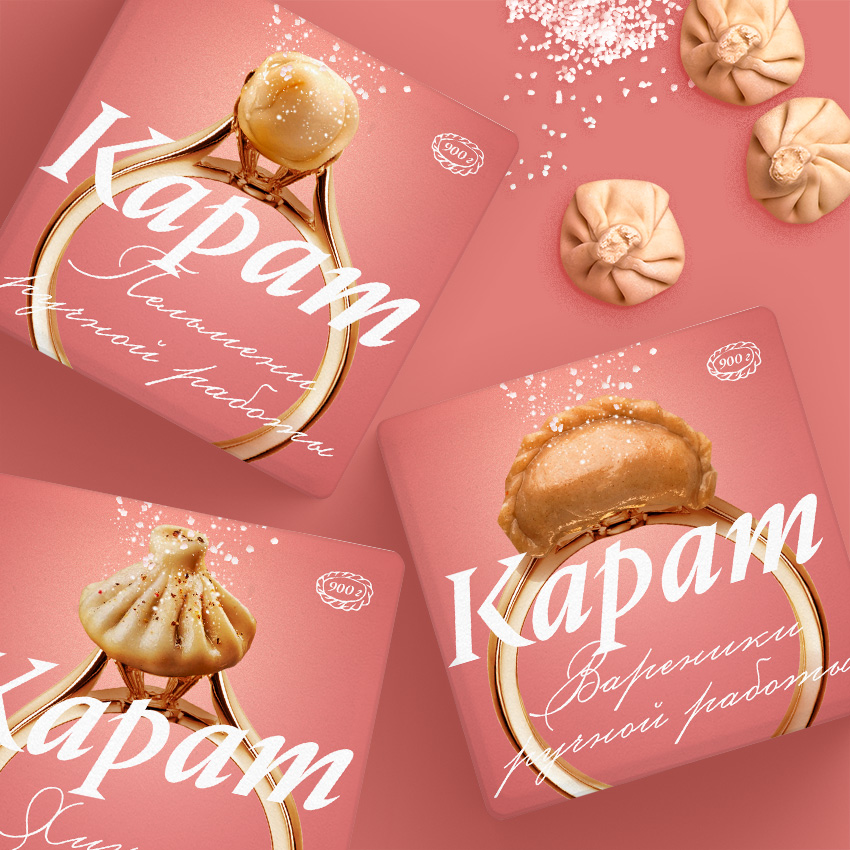 900 г
Карат
Пельмени
ручной работы
900 г
Карат
Вареники
ручной работы
900 г
Карат